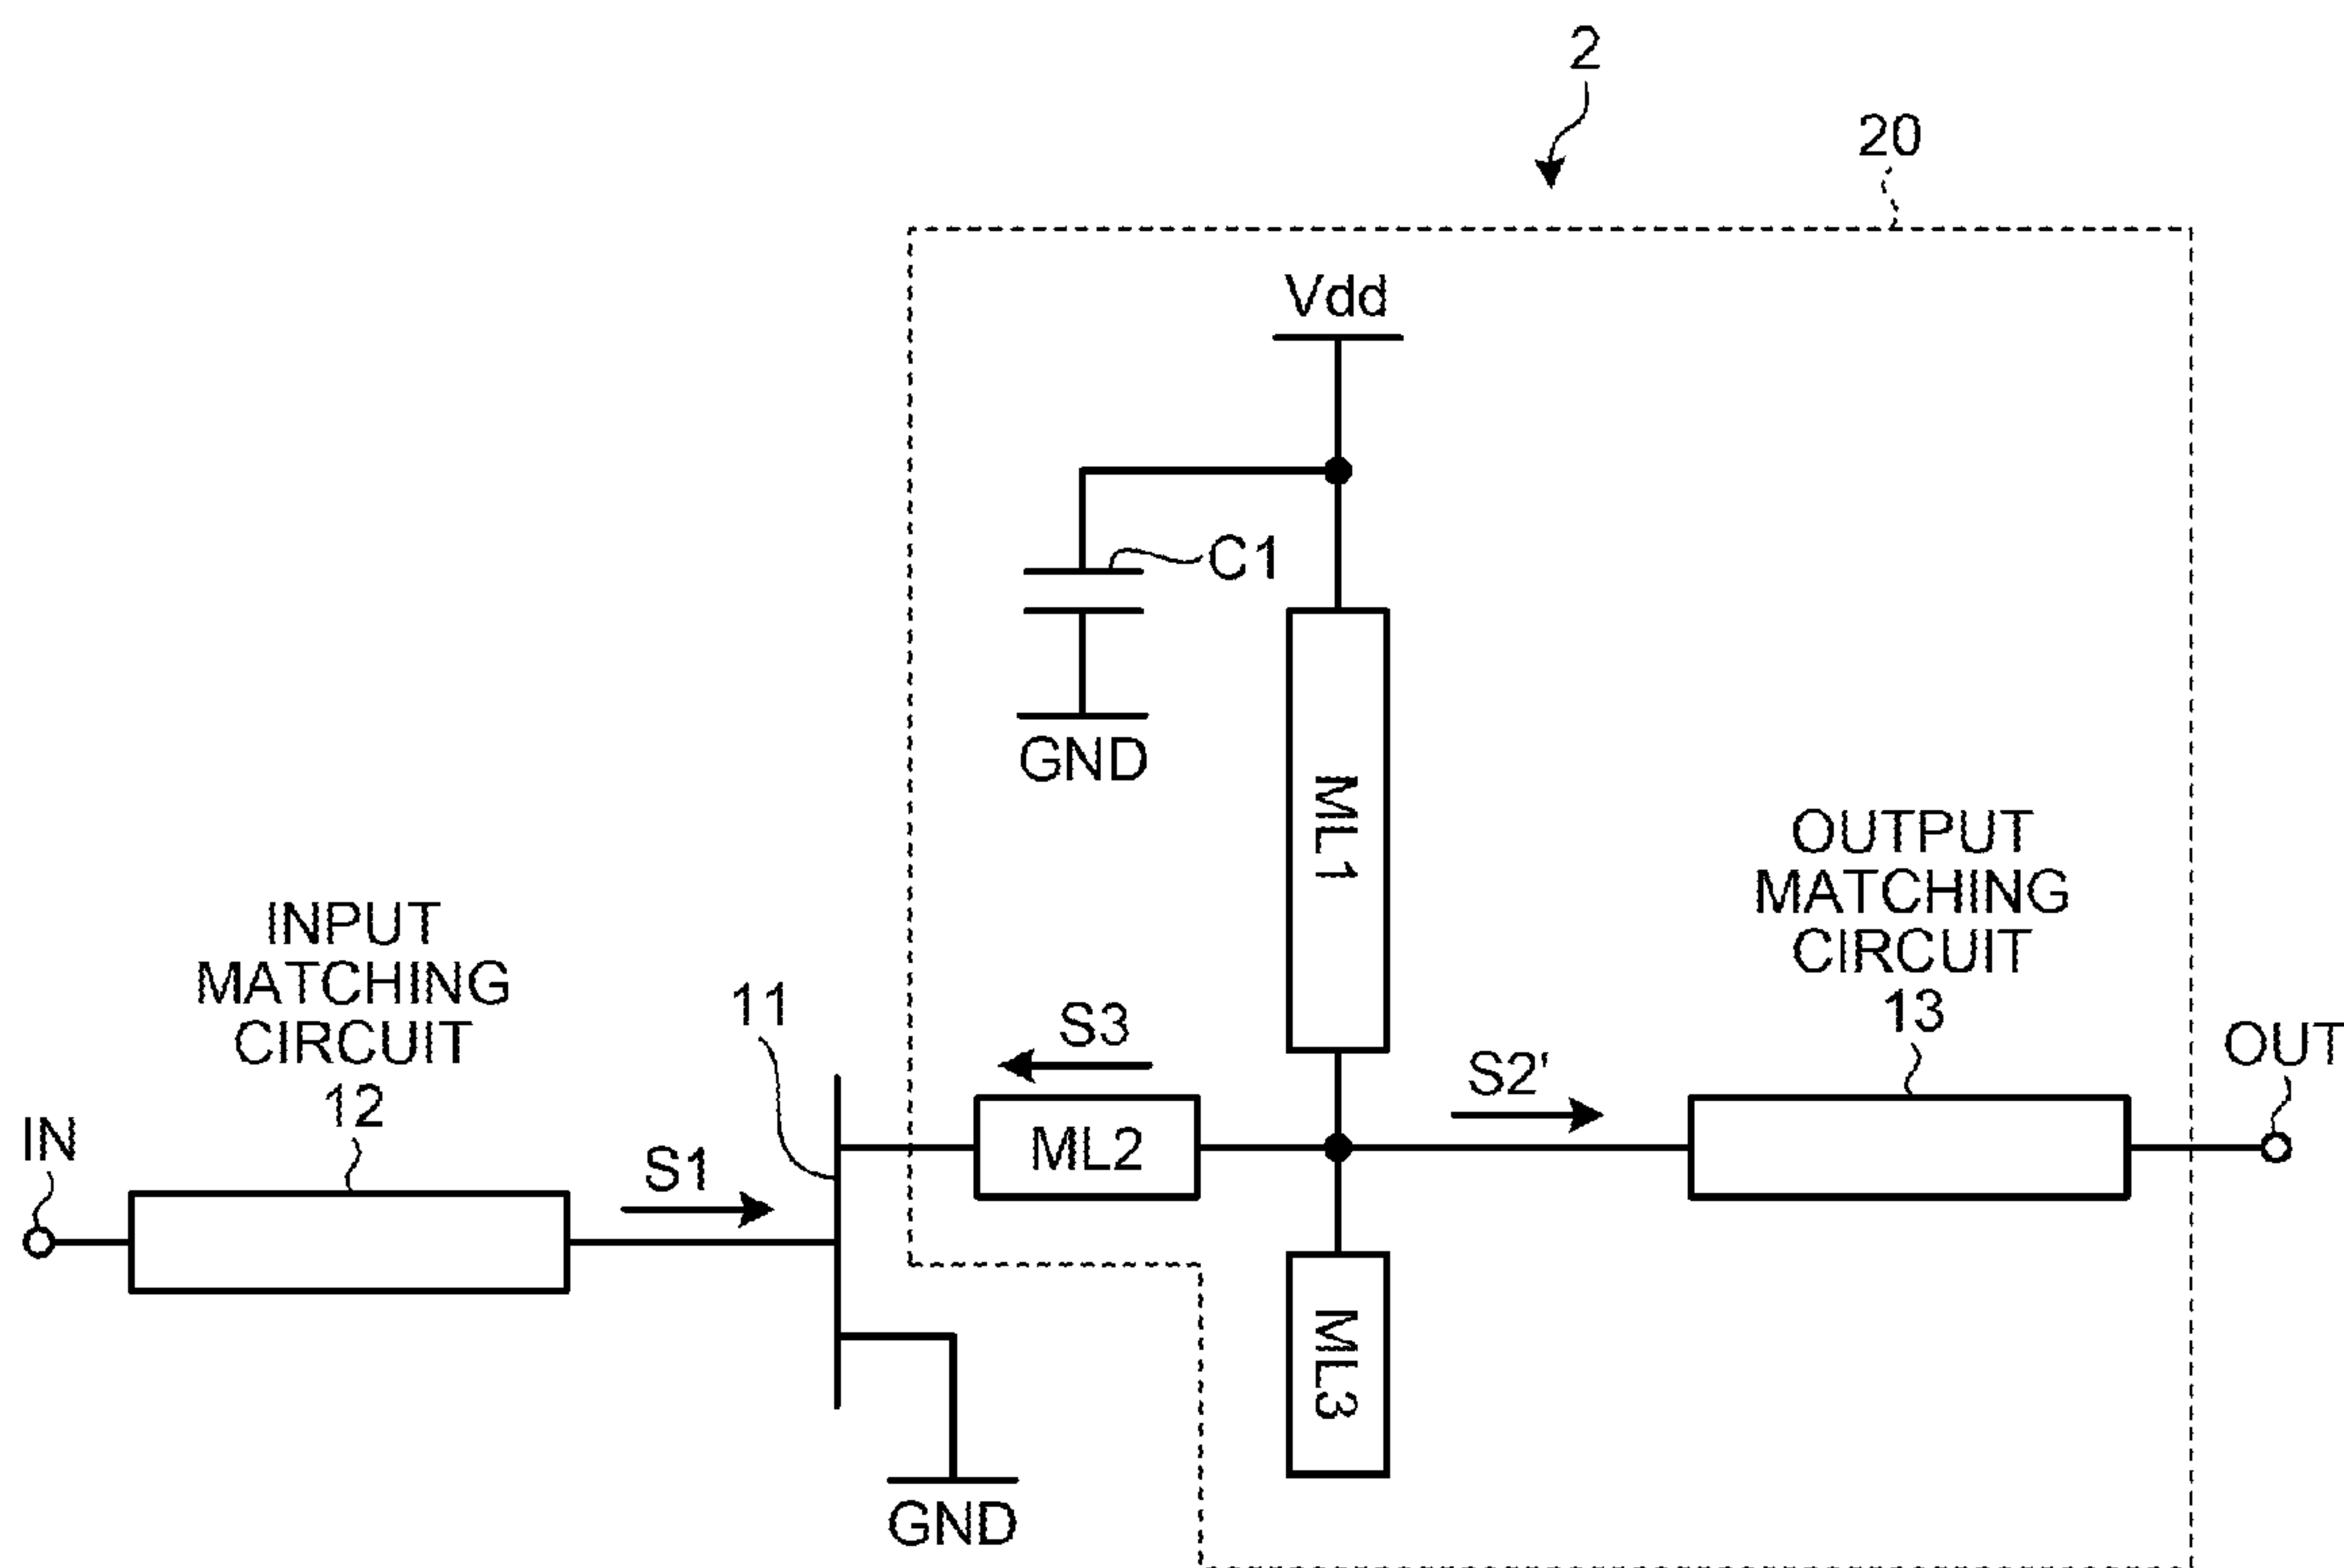 2
20
Vdd
C1
GND
ML1
OUTPUT
MATCHING
CIRCUIT
13
INPUT
MATCHING
CIRCUIT
12
11
S3
S2'
OUT
IN
S1
ML2
ML3
GND